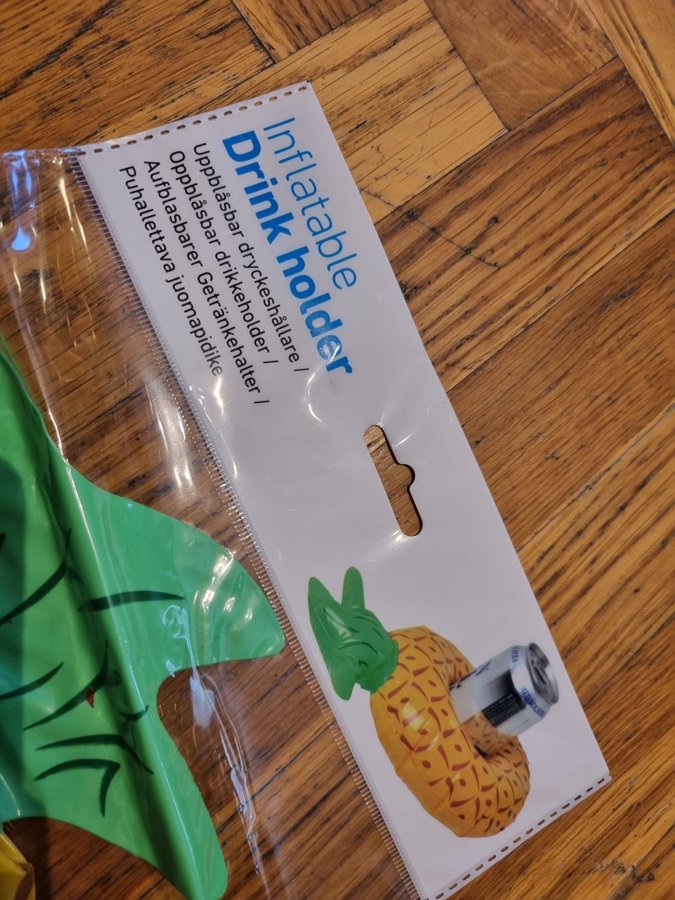 Inflatable
Drink holder
Uppblåsbar dryckeshållare /
Oppblåsbar drikkeholder /
Aufblasbarer Getränkehalter /
Puhallettava juomapidike